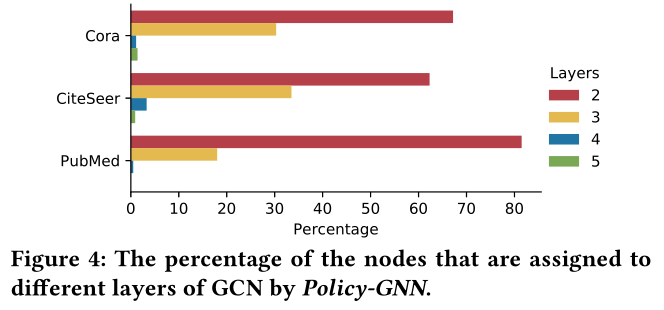 Cora
CiteSeer
PubMed
0 10 20 30 40 50 60 70 80
Percentage
Layers
2
3
4
5
Figure 4: The percentage of the nodes that are assigned to
different layers of GCN by Policy-GNN.